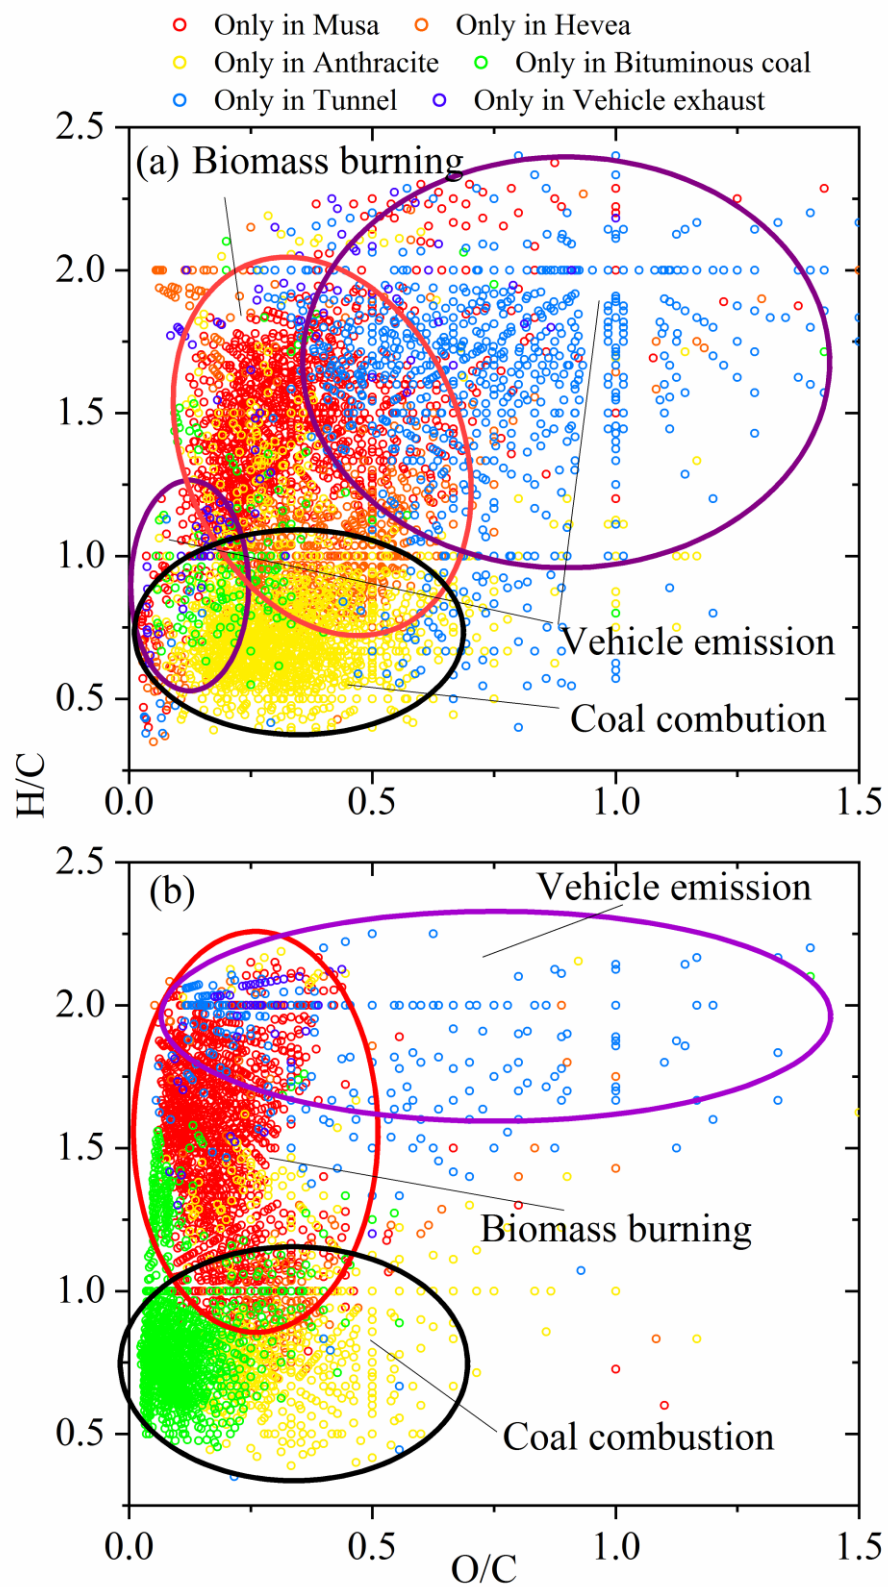 Only in Musa Only in Hevea
Only in Anthracite Only in Bituminous coal
Only in Tunnel Only in Vehicle exhaust
2.5
(a) Biomass burning
2.0
1.5
1.0
Vehicle emission
0.5
Coal combution
H/C
0.0 0.5 1.0 1.5
2.5
(b)
Vehicle emission
2.0
1.5
Biomass burning
1.0
0.5
Coal combustion
0.0 0.5 1.0 1.5
O/C